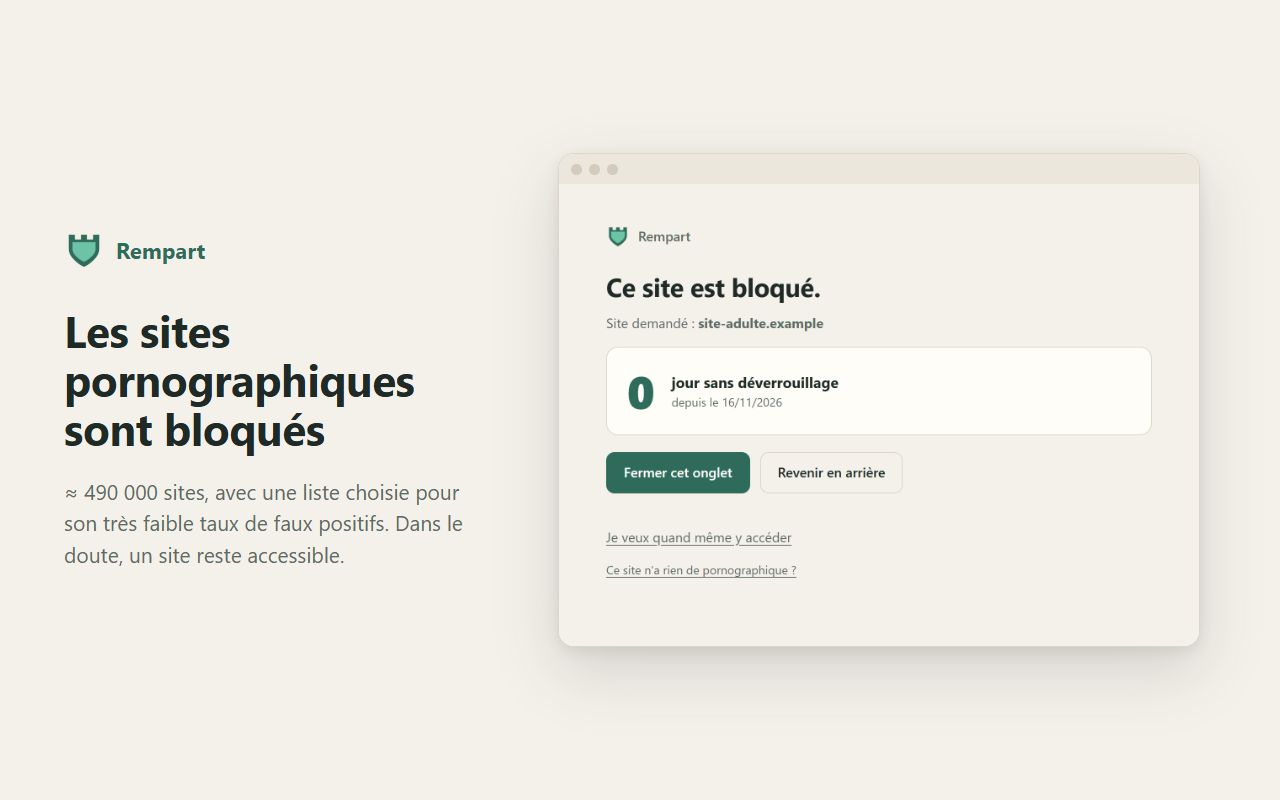 Rempart
Les sites
pornographiques
sont bloqués
≈ 490 000 sites, avec une liste choisie pour
son très faible taux de faux positifs. Dans le
doute, un site reste accessible.
Rempart
Ce site est bloqué.
Site demandé : site-adulte.example
0
jour sans déverrouillage
depuis le 16/11/2026
Fermer cet onglet
Revenir en arrière
Je veux quand même y accéder
Ce site n'a rien de pornographique ?